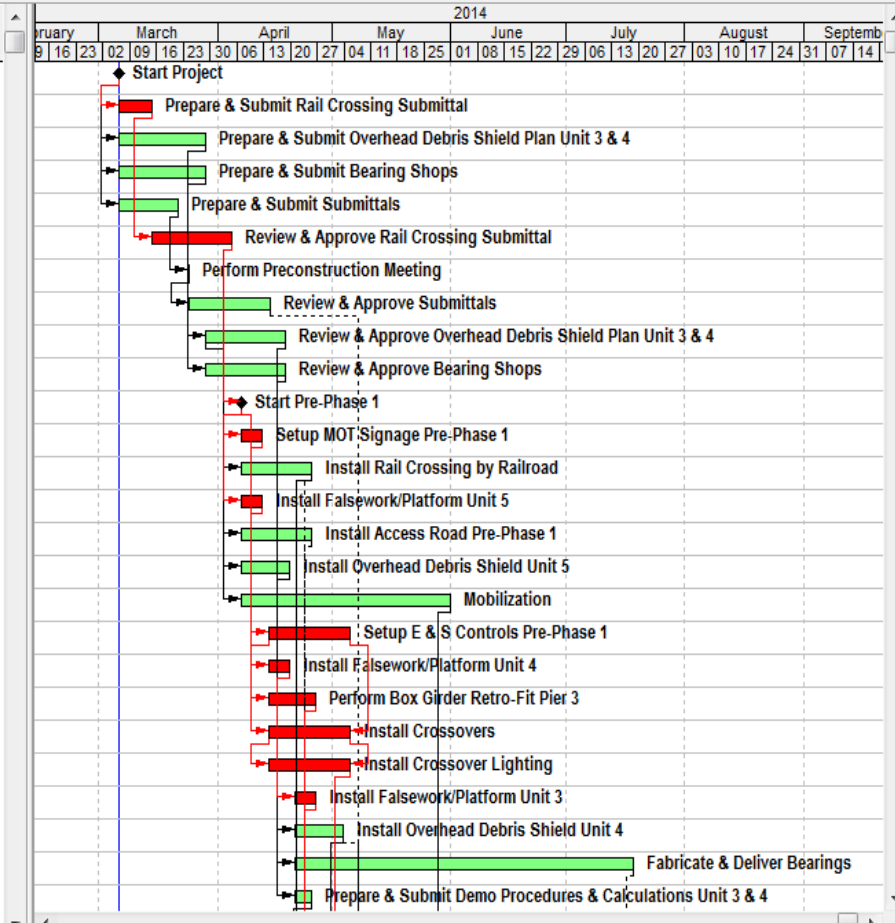 2014
bruary March April May June July August Septemb
9 16 23 02 09 16 23 30 06 13 20 27 04 11 18 25 01 08 15 22 29 06 13 20 27 03 10 17 24 31 07 14
Start Project
Prepare & Submit Rail Crossing Submittal
Prepare & Submit Overhead Debris Shield Plan Unit 3 & 4
Prepare & Submit Bearing Shops
Prepare & Submit Submittals
Review & Approve Rail Crossing Submittal
Perform Preconstruction Meeting
Review & Approve Submittals
Review & Approve Overhead Debris Shield Plan Unit 3 & 4
Review & Approve Bearing Shops
Start Pre-Phase 1
Setup MOT Signage Pre-Phase 1
Install Rail Crossing by Railroad
Install Falsework/Platform Unit 5
Install Access Road Pre-Phase 1
Install Overhead Debris Shield Unit 5
Mobilization
Setup E & S Controls Pre-Phase 1
Install Falsework/Platform Unit 4
Perform Box Girder Retro-Fit Pier 3
Install Crossovers
Install Crossover Lighting
Install Falsework/Platform Unit 3
Install Overhead Debris Shield Unit 4
Fabricate & Deliver Bearings
Prepare & Submit Demo Procedures & Calculations Unit 3 & 4